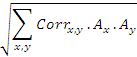 √∑x,y Corrx,y . Ax . Ay